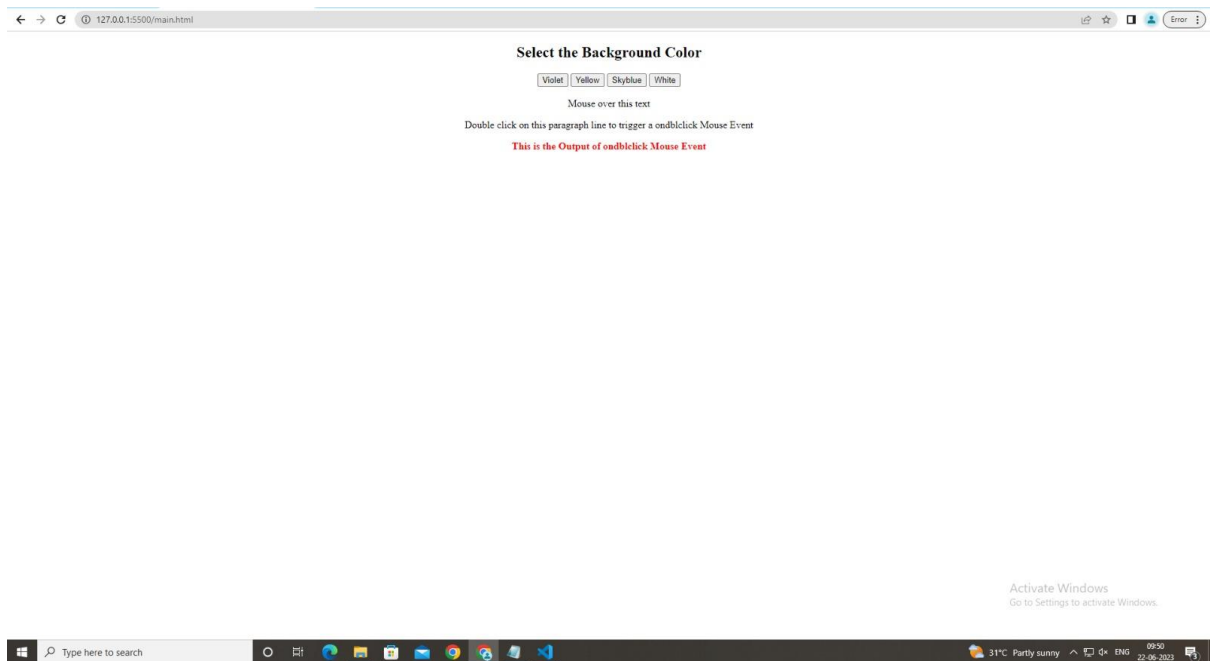 127.0.0.1:5500/main.html
Error
Select the Background Color
Violet Yellow Skyblue White
Mouse over this text
Double click on this paragraph line to trigger a ondblclick Mouse Event
This is the Output of ondblclick Mouse Event
Activate Windows
Go to Settings to activate Windows.
Type here to search
31°C Partly sunny
ENG
09:50
22-06-2023
3